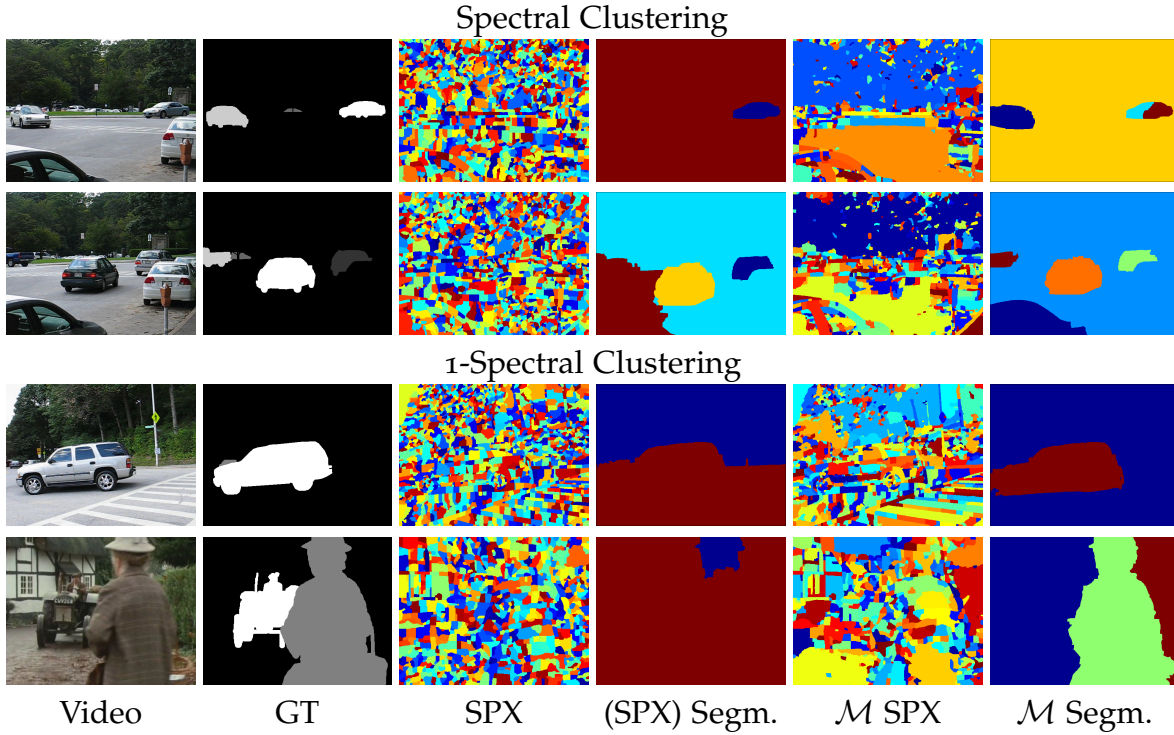 Spectral Clustering
1-Spectral Clustering
Video GT SPX (SPX) Segm. ℳ SPX ℳ Segm.